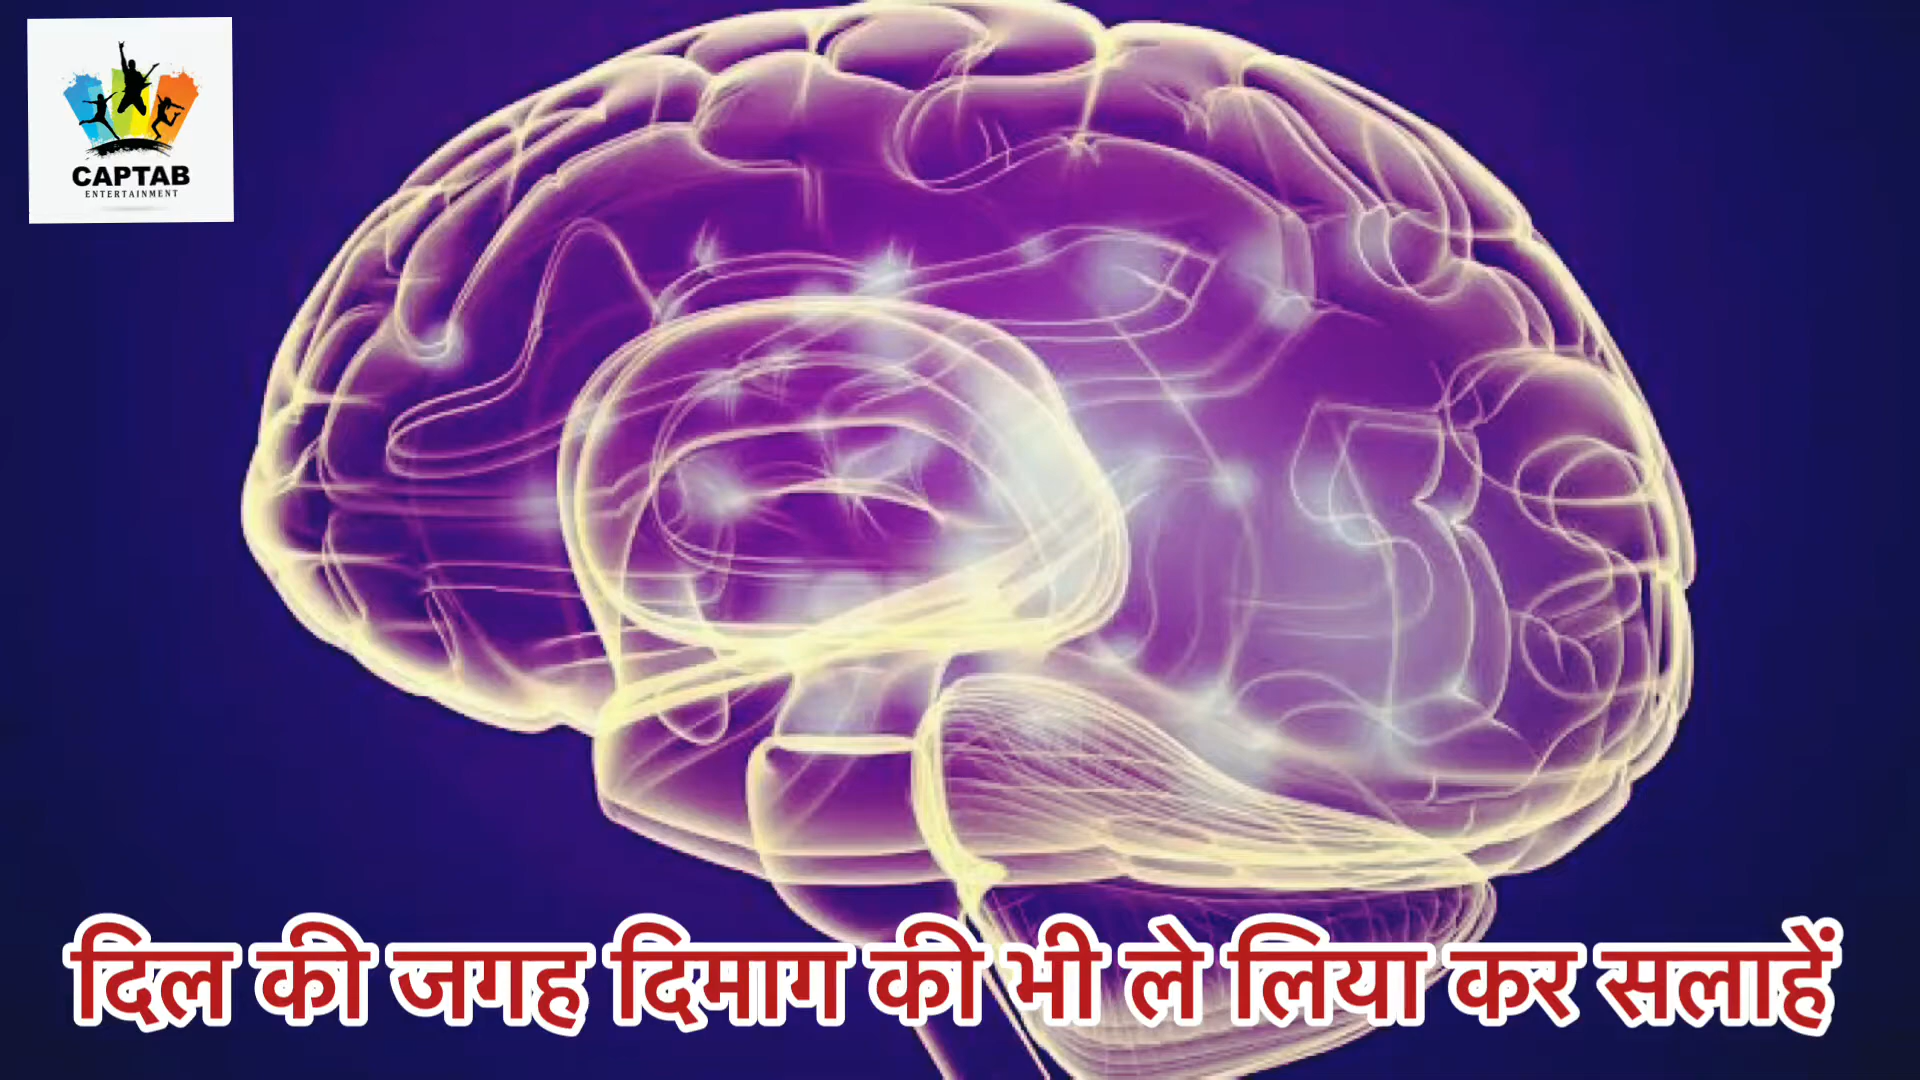 CAPTAB
ENTERTAINMENT
दिल की जगह दिमाग की भी ले लिया कर सलाहें